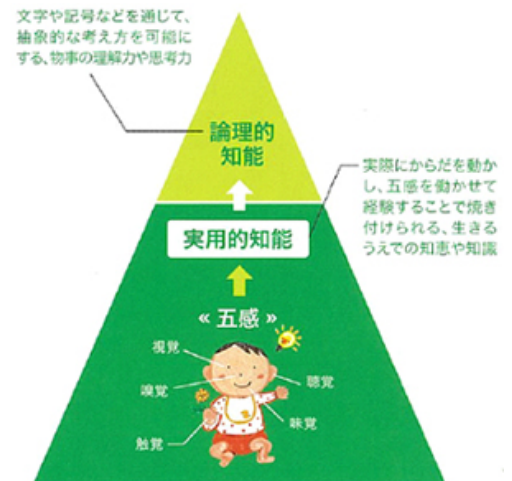 文字や記号などを通じて、
抽象的な考え方を可能に
する、物事の理解力や思考力
論理的
知能
実際にからだを動か
し、五感を働かせて
経験することで焼き
付けられる、生きる
うえでの知恵や知識
実用的知能
≪五感≫
視覚
嗅覚
聴覚
味覚
触覚